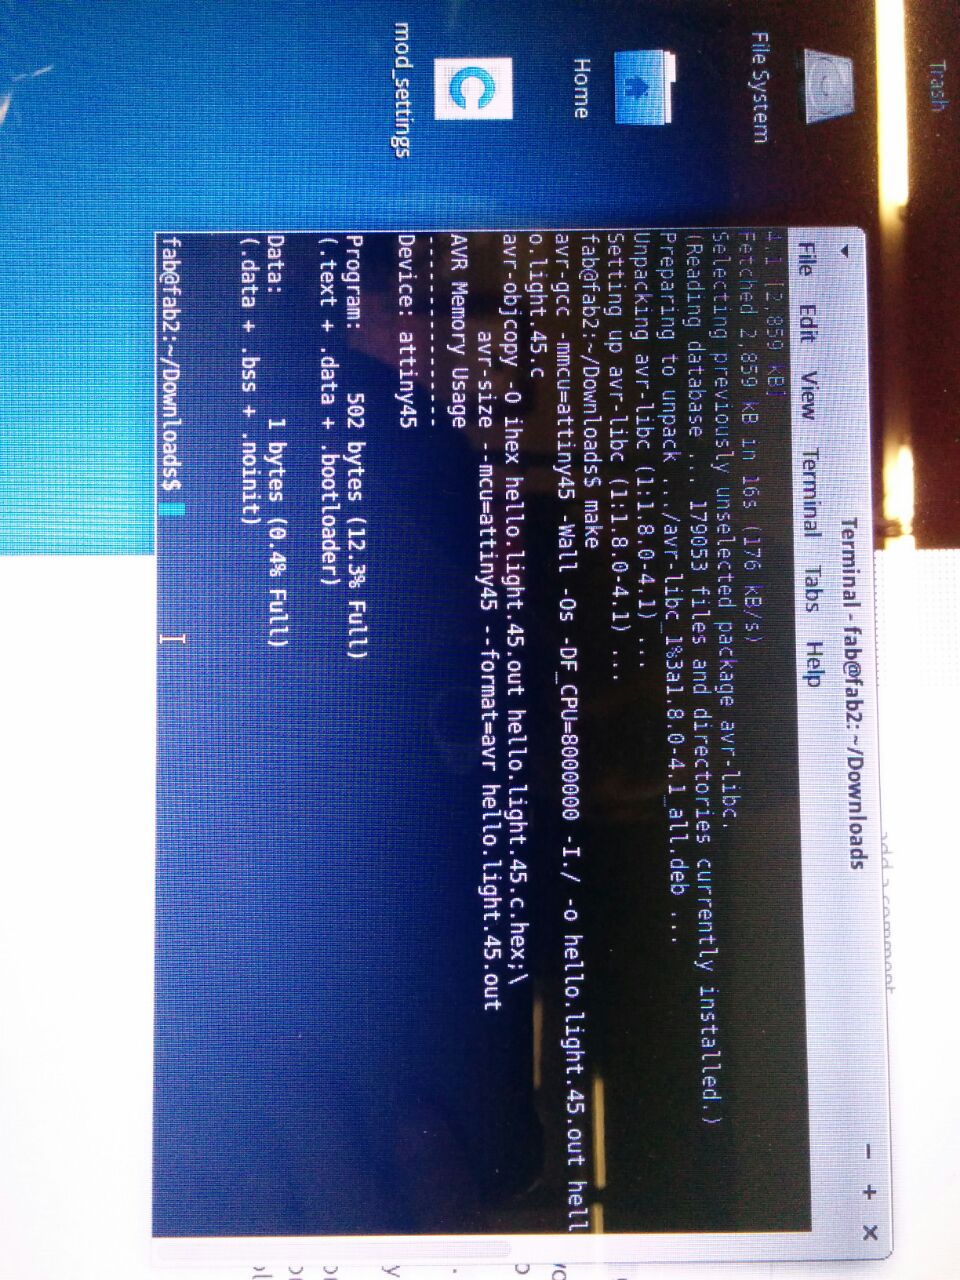 Trash
add a comment
Terminal - fab@fab2: ~/Downloads
File Edit View Terminal Tabs Help
File System
Home
mod_settings
4.1 [2,859 kB]
Fetched 2,859 kB in 16s (176 kB/s)
Selecting previously unselected package avr-libc.
(Reading database ... 179053 files and directories currently installed.)
Preparing to unpack .../avr-libc_1%3a1.8.0-4.1_all.deb ...
Unpacking avr-libc (1:1.8.0-4.1) ...
Setting up avr-libc (1:1.8.0-4.1) ...
fab@fab2:~/Downloads$ make
avr-gcc -mmcu=attiny45 -Wall -Os -DF_CPU=8000000 -I./ -o hello.light.45.out hell
o.light.45.c
avr-objcopy -O ihex hello.light.45.out hello.light.45.c.hex;\
        avr-size --mcu=attiny45 --format=avr hello.light.45.out
AVR Memory Usage
----------------
Device: attiny45
Program:     502 bytes (12.3% Full)
(.text + .data + .bootloader)
Data:          1 bytes (0.4% Full)
(.data + .bss + .noinit)
fab@fab2:~/Downloads$